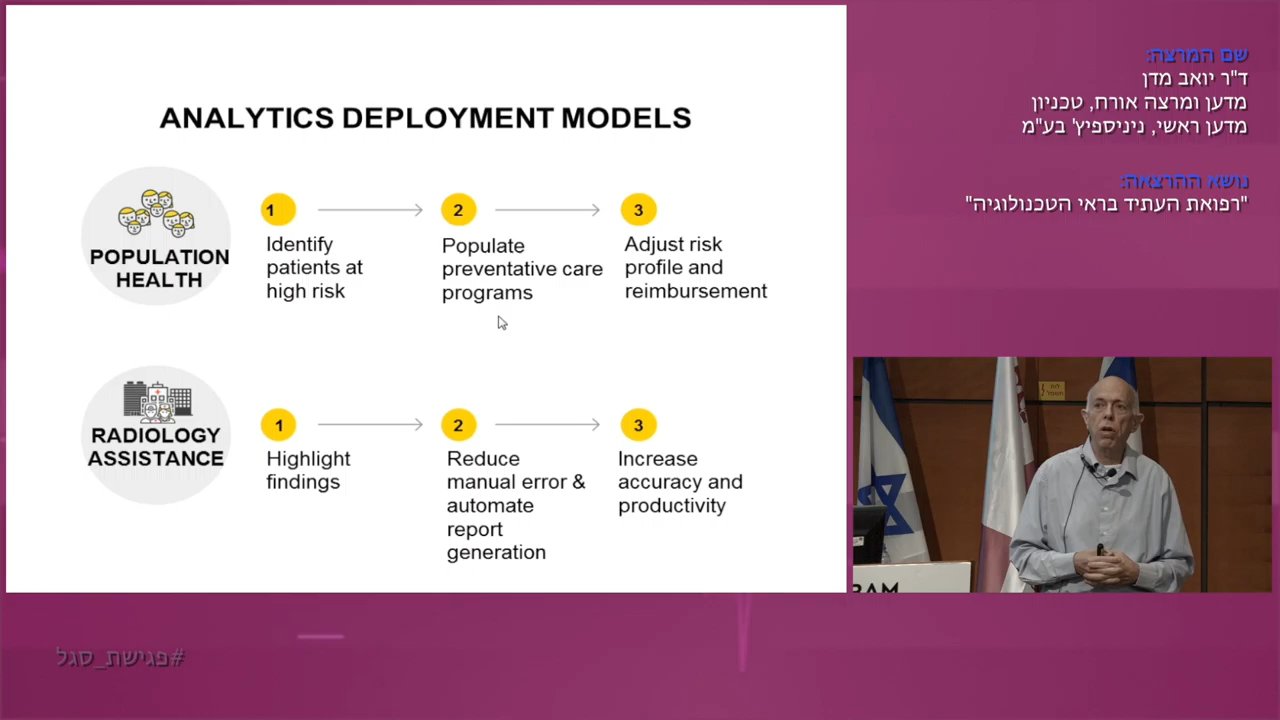 ANALYTICS DEPLOYMENT MODELS
POPULATION
HEALTH
1
Identify
patients at
high risk
2
Populate
preventative care
programs
3
Adjust risk
profile and
reimbursement
RADIOLOGY
ASSISTANCE
1
Highlight
findings
2
Reduce
manual error &
automate
report
generation
3
Increase
accuracy and
productivity
שם המרצה:
ד"ר יואב מדן
מדען ומרצה אורח, טכניון
מדען ראשי, ניניספיץ' בע"מ
נושא ההרצאה:
"רפואת העתיד בראי הטכנולוגיה"
#פגישת_סגל